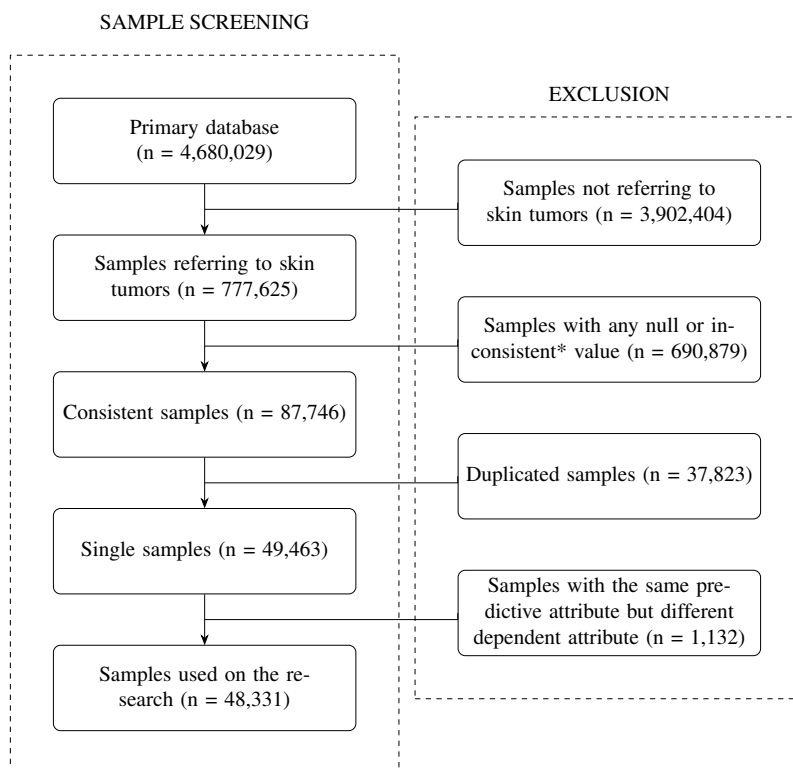 SAMPLE SCREENING
Primary database
(n = 4,680,029)
Samples referring to skin
tumors (n = 777,625)
Consistent samples (n = 87,746)
Single samples (n = 49,463)
Samples used on the re-
search (n = 48,331)
EXCLUSION
Samples not referring to
skin tumors (n = 3,902,404)
Samples with any null or in-
consistent* value (n = 690,879)
Duplicated samples (n = 37,823)
Samples with the same pre-
dictive attribute but different
dependent attribute (n = 1,132)